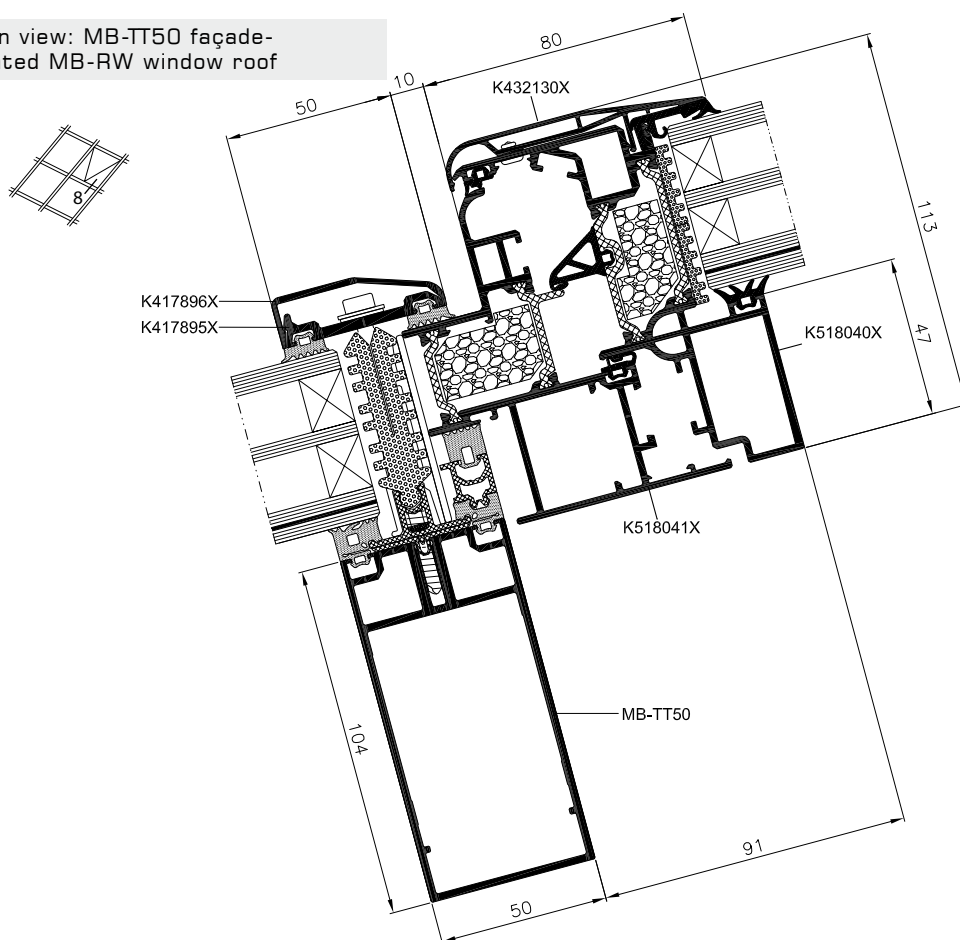 n view: MB-TT50 façade-
ted MB-RW window roof
80
10
50
K432130X
8
113
K417896X
K417895X
K518040X
47
K518041X
MB-TT50
104
91
50